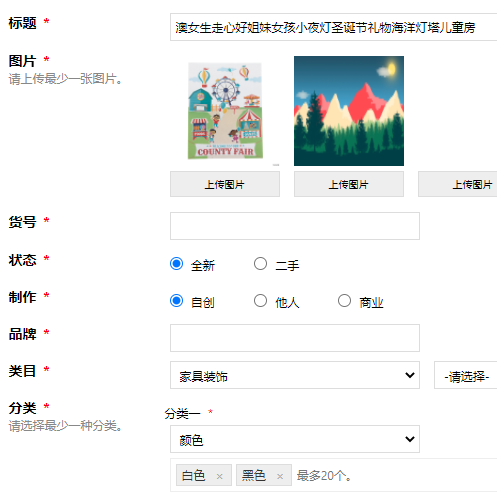 标题 * 澳女生走心好姐妹女孩小夜灯圣诞节礼物海洋灯塔儿童房
图片 *
请上传最少一张图片。
COUNTY FAIR
上传图片 上传图片 上传图片
货号 *
状态 * 全新 二手
制作 * 自创 他人 商业
品牌 *
类目 * 家具装饰 -请选择-
分类 *
请选择最少一种分类。
分类一 *
颜色
白色 × 黑色 × 最多20个。